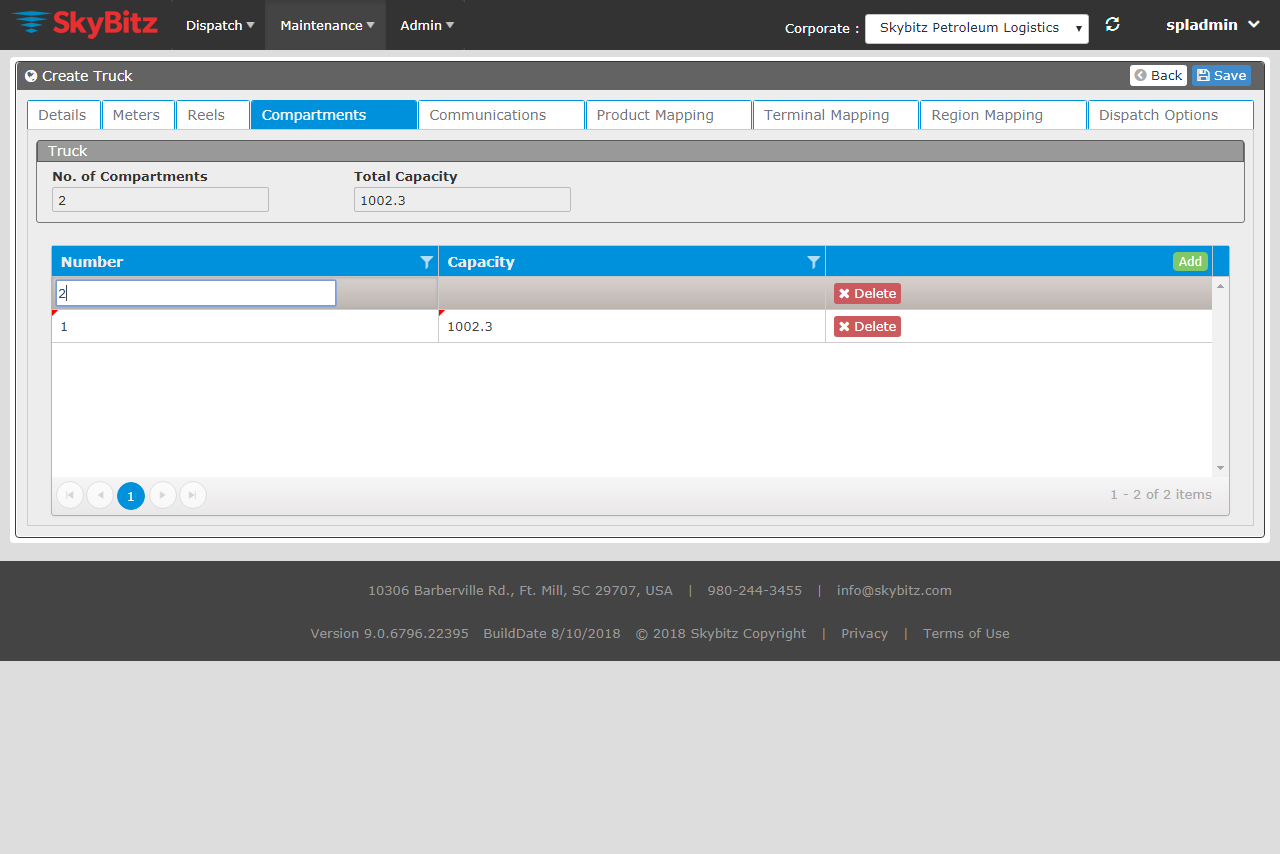 SkyBitz Dispatch Maintenance Admin Corporate : Skybitz Petroleum Logistics spladmin
Create Truck Back Save
Details Meters Reels Compartments Communications Product Mapping Terminal Mapping Region Mapping Dispatch Options
Truck
No. of Compartments Total Capacity
2 1002.3
Number Capacity Add
2 Delete
1 1002.3 Delete
1 1 - 2 of 2 items
10306 Barberville Rd., Ft. Mill, SC 29707, USA | 980-244-3455 | info@skybitz.com
Version 9.0.6796.22395 BuildDate 8/10/2018 © 2018 Skybitz Copyright | Privacy | Terms of Use